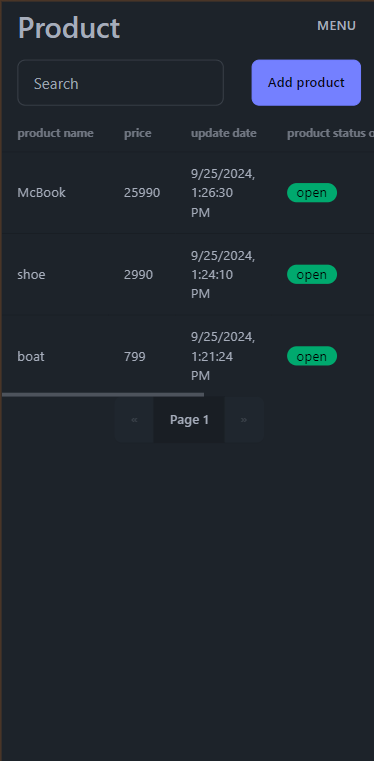 Product
MENU
Search
Add product
product name price update date product status o
McBook 25990 9/25/2024, 1:26:30 PM open
shoe 2990 9/25/2024, 1:24:10 PM open
boat 799 9/25/2024, 1:21:24 PM open
« Page 1 »